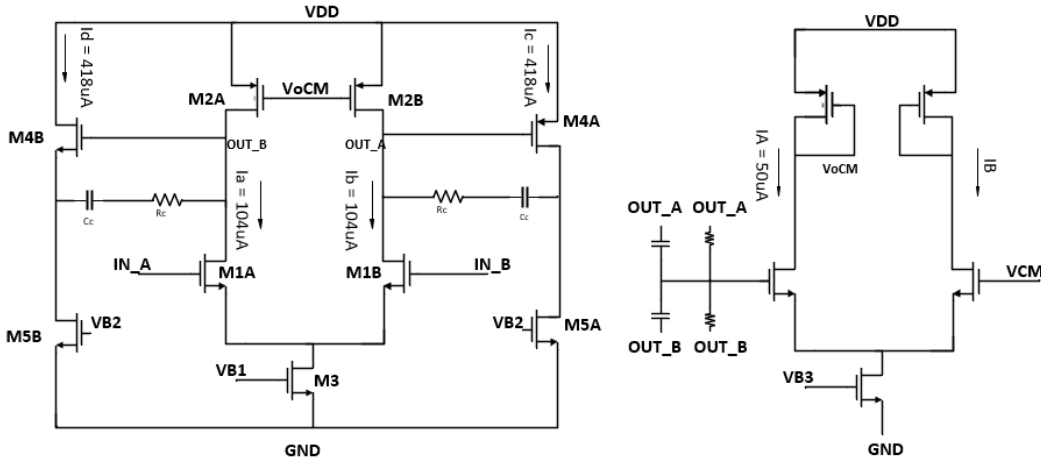 VDD
Id = 418uA
Ic = 418uA
VoCM
M2A
M2B
M4B
M4A
OUT_B
OUT_A
Ia = 104uA
Ib = 104uA
Cc
Rc
Rc
Cc
IN_A
M1A
M1B
IN_B
M5B
VB2
VB2
M5A
VB1
M3
GND
VDD
IA = 50uA
VoCM
IB
OUT_A
OUT_A
VCM
OUT_B
OUT_B
VB3
GND